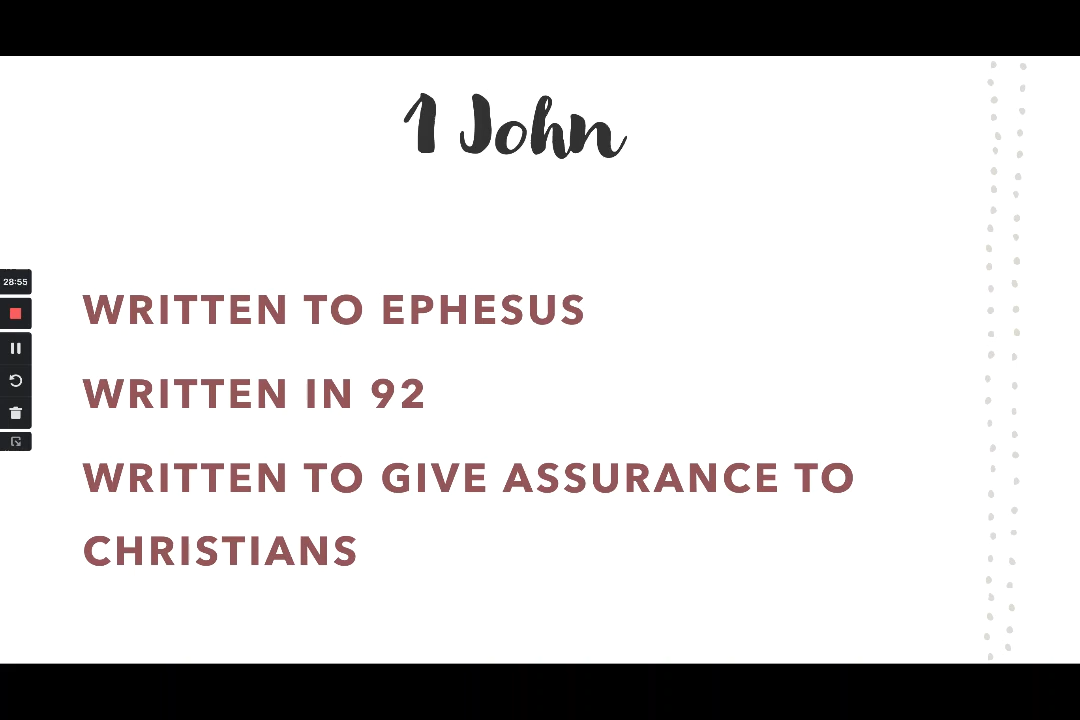 1 John
28:55
WRITTEN TO EPHESUS
WRITTEN IN 92
WRITTEN TO GIVE ASSURANCE TO
CHRISTIANS